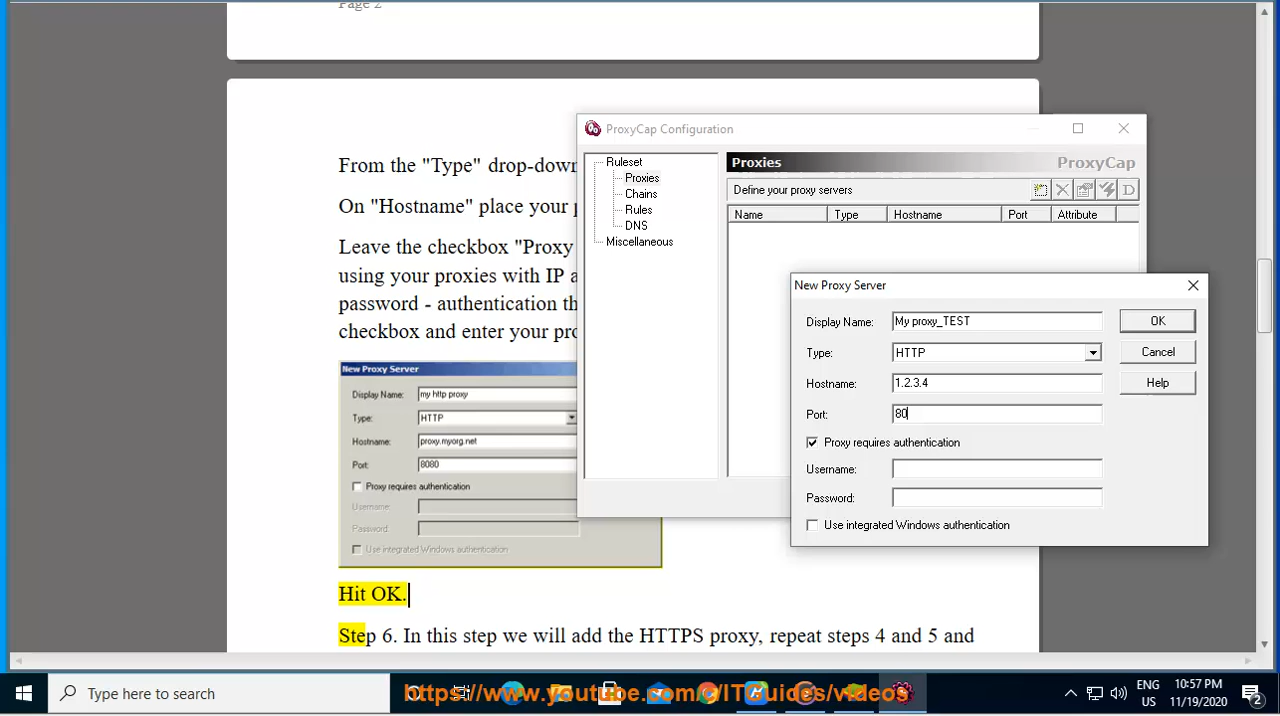 Page 2
From the "Type" drop-down
On "Hostname" place your
Leave the checkbox "Proxy
using your proxies with IP
password - authentication
checkbox and enter your
New Proxy Server
Display Name: my http proxy
Type: HTTP
Hostname: proxy.myorg.net
Port: 8080
Proxy requires authentication
Username:
Password:
Use integrated Windows authentication
Hit OK.
Step 6. In this step we will add the HTTPS proxy, repeat steps 4 and 5 and
ProxyCap Configuration
Ruleset
Proxies
Chains
Rules
DNS
Miscellaneous
Proxies ProxyCap
Define your proxy servers D
Name Type Hostname Port Attribute
New Proxy Server
Display Name: My proxy_TEST OK
Type: HTTP Cancel
Hostname: 1.2.3.4 Help
Port: 80
Proxy requires authentication
Username:
Password:
Use integrated Windows authentication
Type here to search
https://www.youtube.com/c/ITGuides/videos
ENG
US
10:57 PM
11/19/2020
2